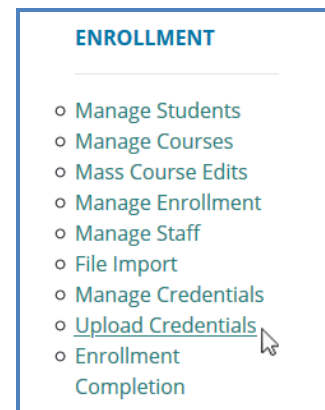 ENROLLMENT
Manage Students
Manage Courses
Mass Course Edits
Manage Enrollment
Manage Staff
File Import
Manage Credentials
Upload Credentials
Enrollment
Completion